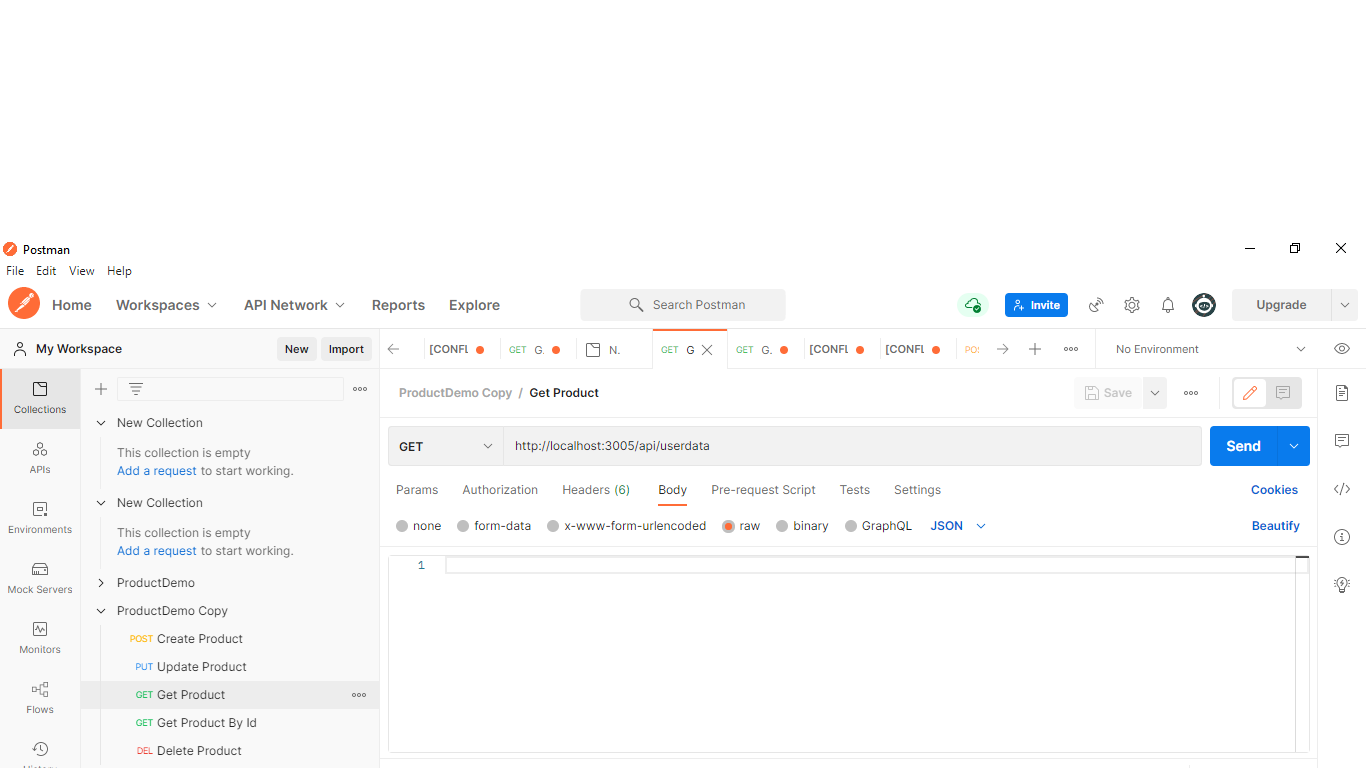 Postman
File Edit View Help
Home Workspaces API Network Reports Explore Search Postman Invite Upgrade
My Workspace New Import [CONFL GET G. N. GET G GET G. [CONFL [CONFL POS No Environment
Collections
APIs
Environments
Mock Servers
Monitors
Flows
History
New Collection
This collection is empty
Add a request to start working.
New Collection
This collection is empty
Add a request to start working.
ProductDemo
ProductDemo Copy
POST Create Product
PUT Update Product
GET Get Product
GET Get Product By Id
DEL Delete Product
ProductDemo Copy / Get Product Save
GET http://localhost:3005/api/userdata Send
Params Authorization Headers (6) Body Pre-request Script Tests Settings Cookies
none form-data x-www-form-urlencoded raw binary GraphQL JSON Beautify
1